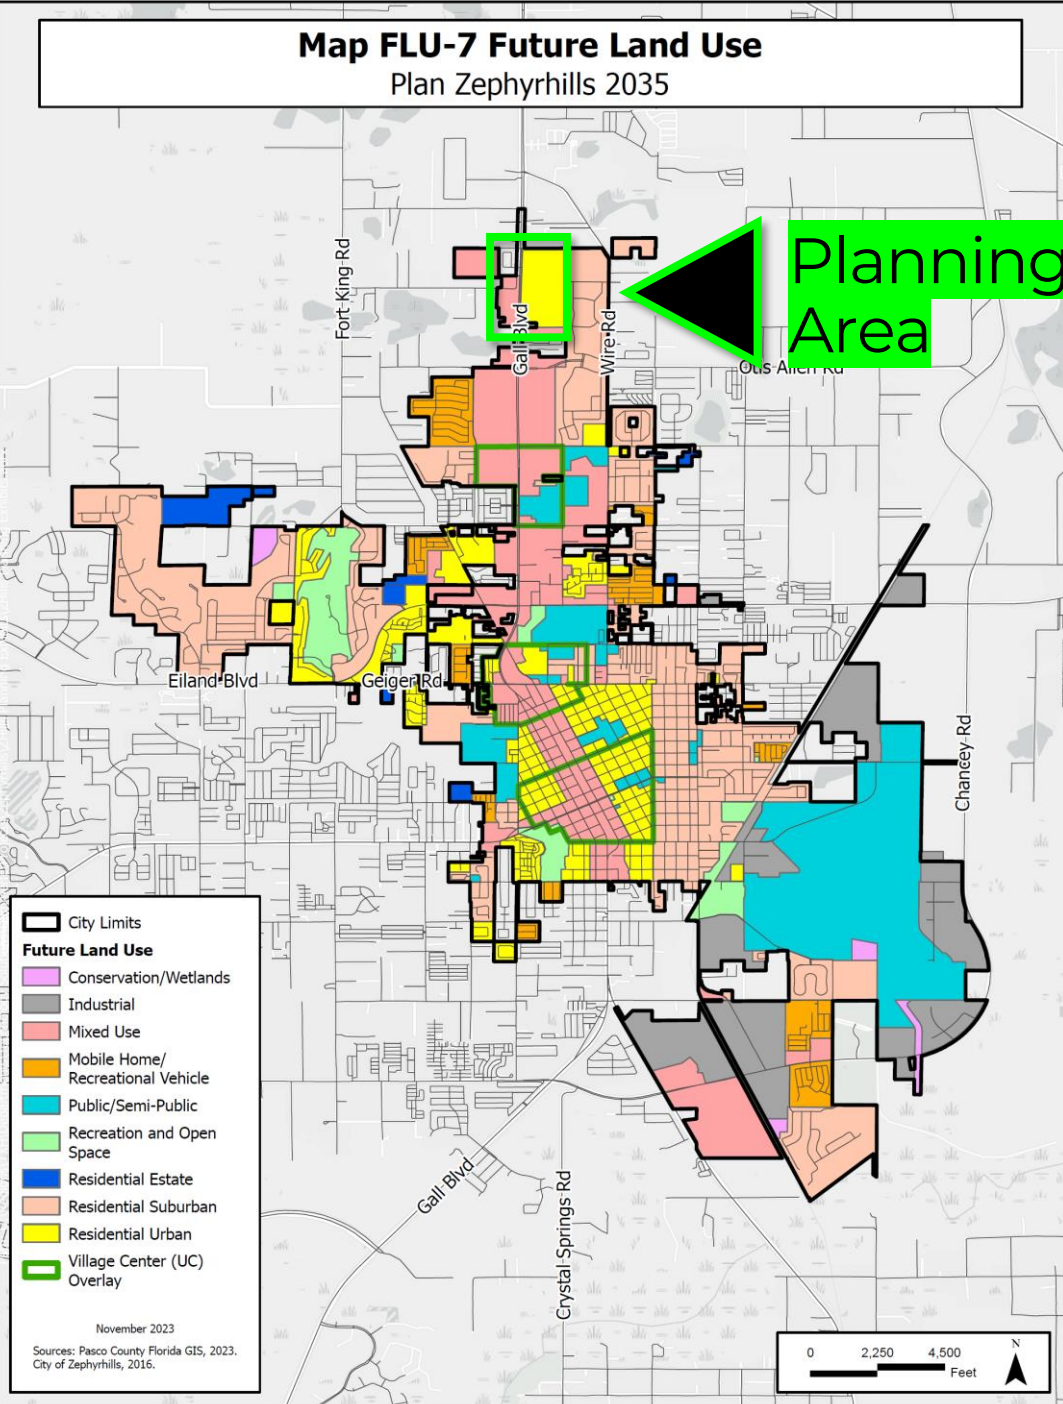 Map FLU-7 Future Land Use
Plan Zephyrhills 2035
Planning
Area
Fort King Rd
Gall Blvd
Wire Rd
Otis Allen Rd
Eiland Blvd
Geiger Rd
Chancey Rd
Gall Blvd
Crystal Springs Rd
City Limits
Future Land Use
Conservation/Wetlands
Industrial
Mixed Use
Mobile Home/
Recreational Vehicle
Public/Semi-Public
Recreation and Open
Space
Residential Estate
Residential Suburban
Residential Urban
Village Center (UC)
Overlay
November 2023
Sources: Pasco County Florida GIS, 2023.
City of Zephyrhills, 2016.
0 2,250 4,500
Feet
N